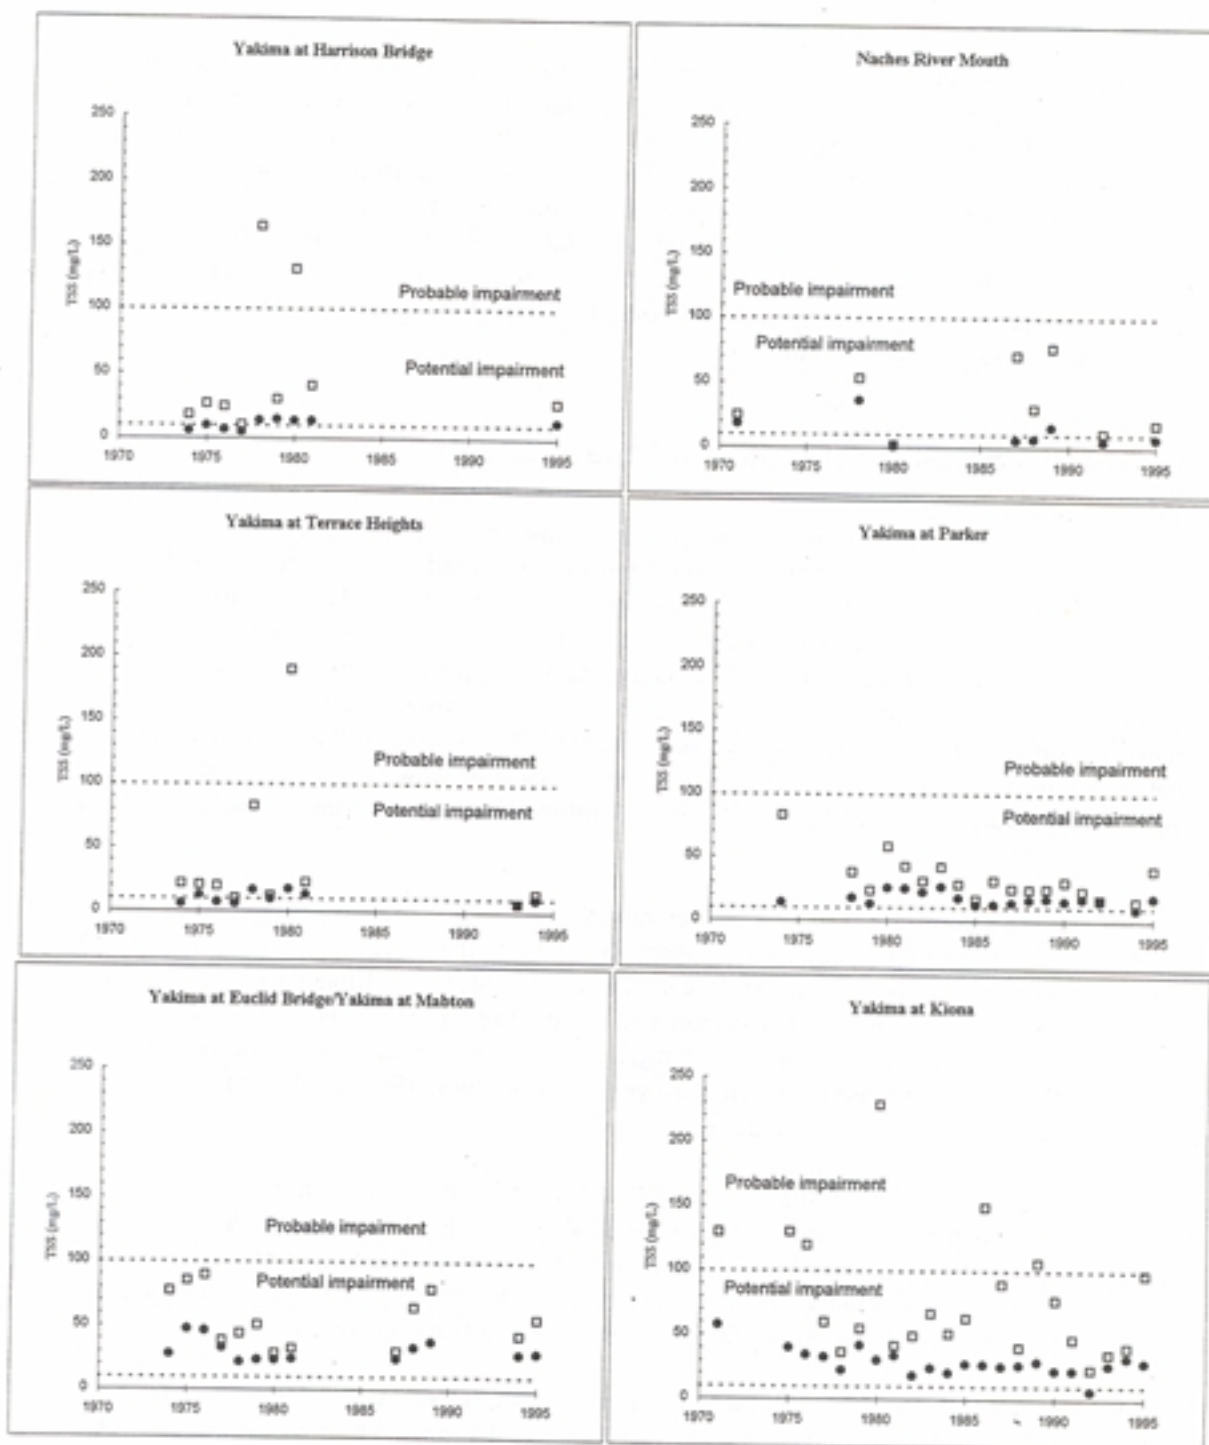 Yakima at Harrison Bridge
250
200
150
100
50
0
TSS (mg/L)
Probable impairment
Potential impairment
1970 1975 1980 1985 1990 1995
Naches River Mouth
250
200
150
100
50
0
TSS (mg/L)
Probable impairment
Potential impairment
1970 1975 1980 1985 1990 1995
Yakima at Terrace Heights
250
200
150
100
50
0
TSS (mg/L)
Probable impairment
Potential impairment
1970 1975 1980 1985 1990 1995
Yakima at Parker
250
200
150
100
50
0
TSS (mg/L)
Probable impairment
Potential impairment
1970 1975 1980 1985 1990 1995
Yakima at Euclid Bridge/Yakima at Mabton
250
200
150
100
50
0
TSS (mg/L)
Probable impairment
Potential impairment
1970 1975 1980 1985 1990 1995
Yakima at Kiona
250
200
150
100
50
0
TSS (mg/L)
Probable impairment
Potential impairment
1970 1975 1980 1985 1990 1995